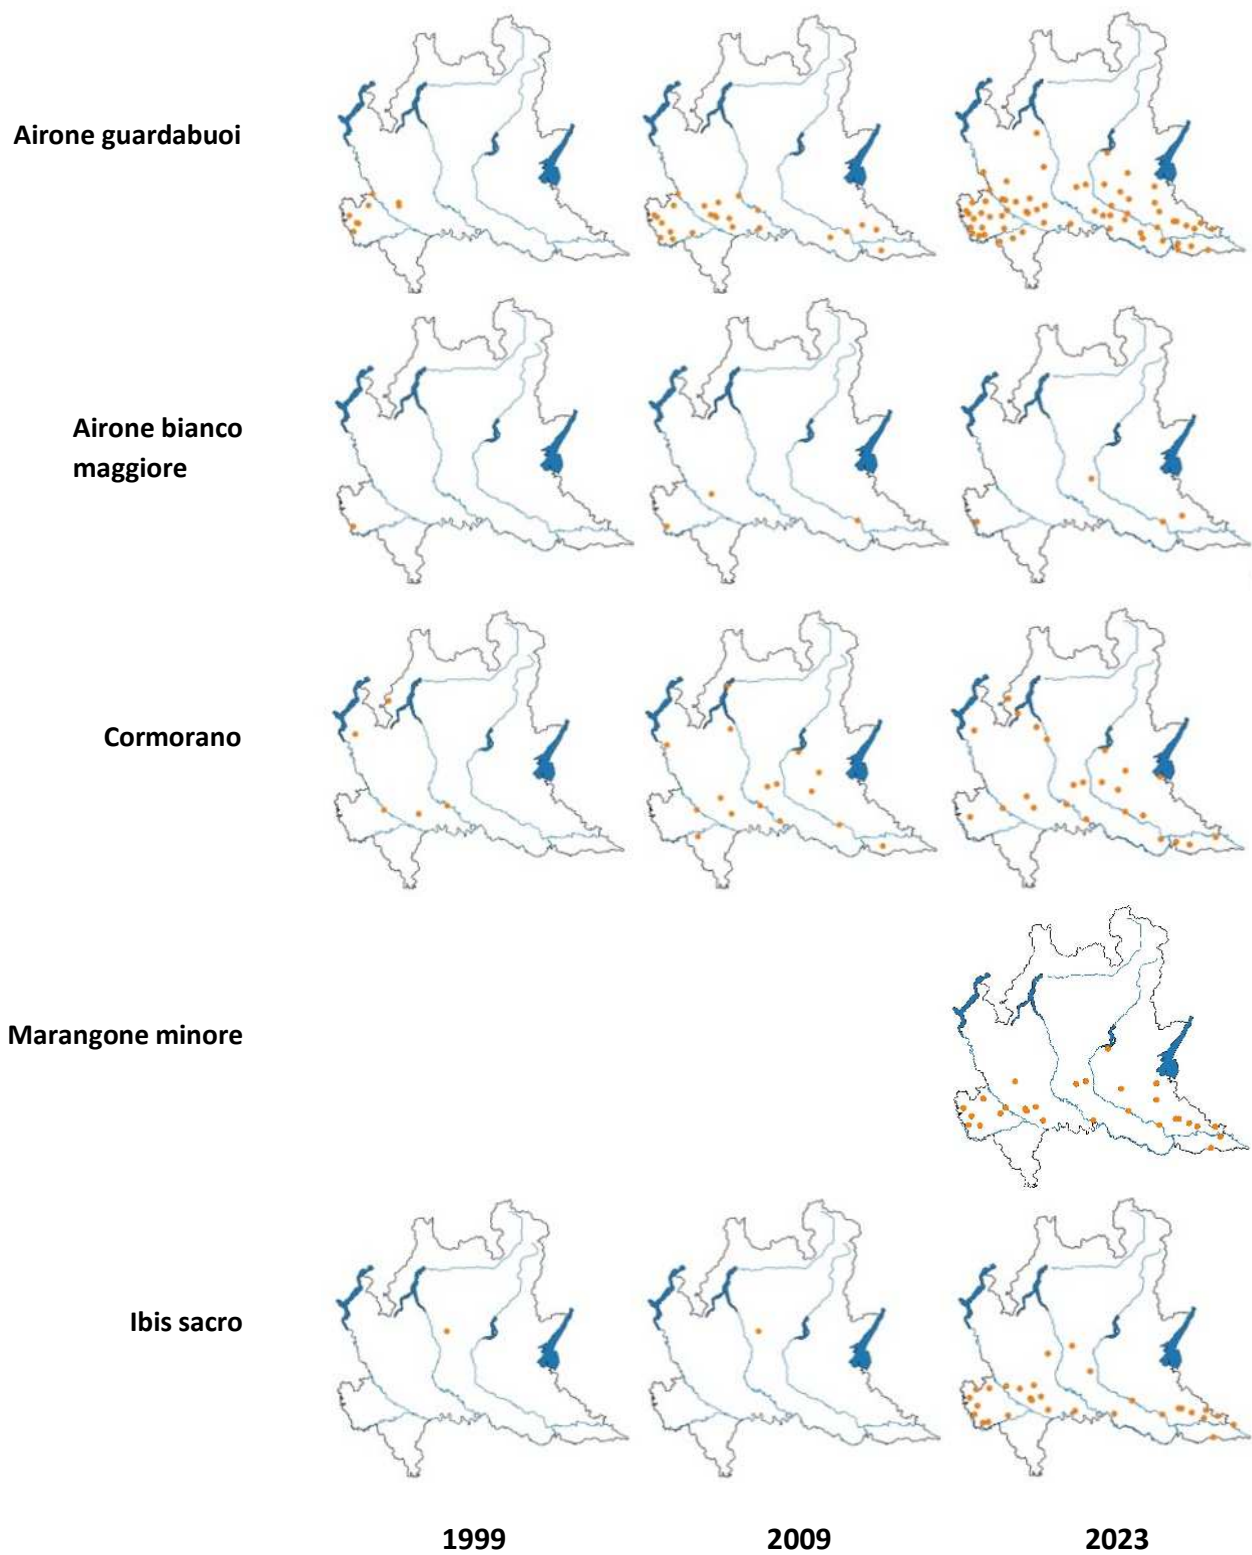 Airone guardabuoi
Airone bianco
maggiore
Cormorano
Marangone minore
Ibis sacro
1999 2009 2023